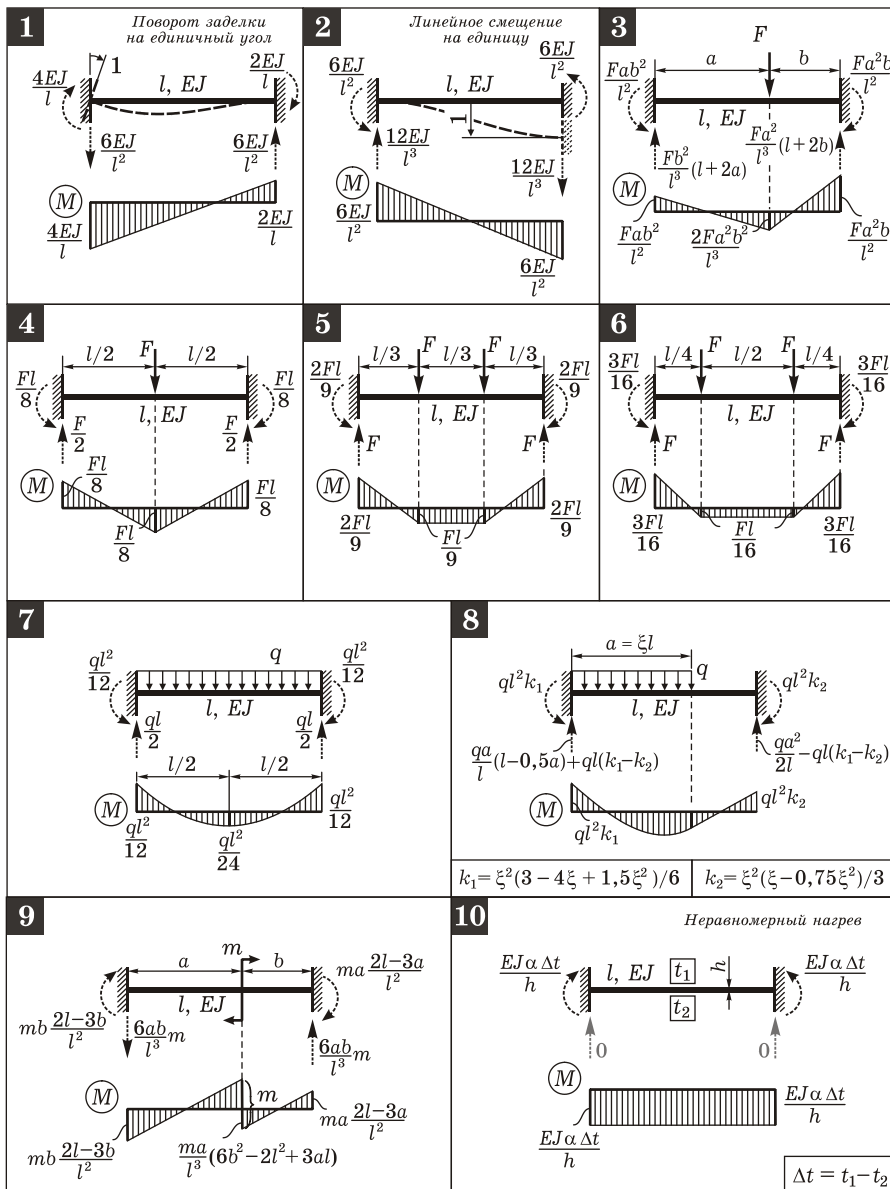 1
Поворот заделки
на единичный угол
1
l, EJ
4EJ/l
2EJ/l
6EJ/l²
6EJ/l²
M
4EJ/l
2EJ/l
2
Линейное смещение
на единицу
6EJ/l²
6EJ/l²
l, EJ
1
12EJ/l³
12EJ/l³
M
6EJ/l²
6EJ/l²
3
F
a
b
Fab²/l²
Fa²b/l²
l, EJ
Fb²/l³(l+2a)
Fa²/l³(l+2b)
M
Fab²/l²
2Fa²b²/l³
Fa²b/l²
4
l/2 F l/2
Fl/8
Fl/8
l, EJ
F/2
F/2
M
Fl/8
Fl/8
Fl/8
5
l/3 F l/3 F l/3
2Fl/9
2Fl/9
l, EJ
F
F
M
2Fl/9
Fl/9
2Fl/9
6
l/4 F l/2 F l/4
3Fl/16
3Fl/16
l, EJ
F
F
M
3Fl/16
Fl/16
3Fl/16
7
q
ql²/12
ql²/12
l, EJ
ql/2
ql/2
l/2
l/2
M
ql²/12
ql²/24
ql²/12
8
a = ξl
q
ql²k₁
ql²k₂
l, EJ
qa/l(l–0,5a)+ql(k₁–k₂)
qa²/2l–ql(k₁–k₂)
M
ql²k₁
ql²k₂
k₁= ξ²(3 – 4ξ + 1,5ξ²)/6
k₂= ξ²(ξ – 0,75ξ²)/3
9
m
a
b
ma 2l–3a/l²
l, EJ
mb 2l–3b/l²
6ab/l³ m
6ab/l³ m
M
m
ma 2l–3a/l²
mb 2l–3b/l²
ma/l³(6b² – 2l² + 3al)
10
Неравномерный нагрев
EJα Δt/h
EJα Δt/h
l, EJ
t₁
t₂
h
0
0
M
EJα Δt/h
EJα Δt/h
Δt = t₁– t₂